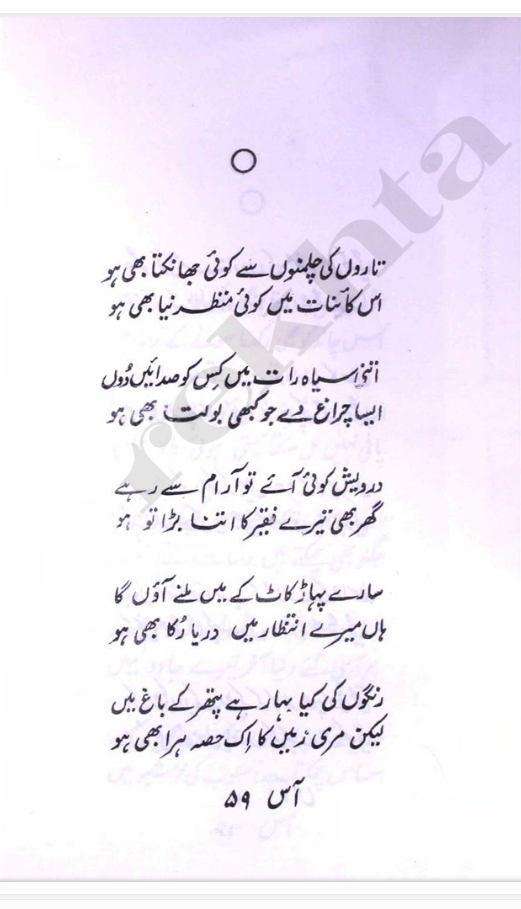 تاروں کی چلمنوں سے کوئی جھانکتا بھی ہو
اس کائنات میں کوئی منظر نیا بھی ہو
اتنی سیاہ رات میں کس کو صدائیں دُوں
ایسا چراغ دے جو کبھی بولتا بھی ہو
درویش کوئی آئے تو آرام سے رہے
گھر بھی تیرے فقیر کا اتنا بڑا تو ہو
سارے پہاڑ کاٹ کے میں ملنے آؤں گا
ہاں میرے انتظار میں دریا رُکا بھی ہو
رنگوں کی کیا بہار ہے پتھر کے باغ میں
لیکن مری زمیں کا اِک حصہ ہرا بھی ہو
آس ۵۹
rekhta